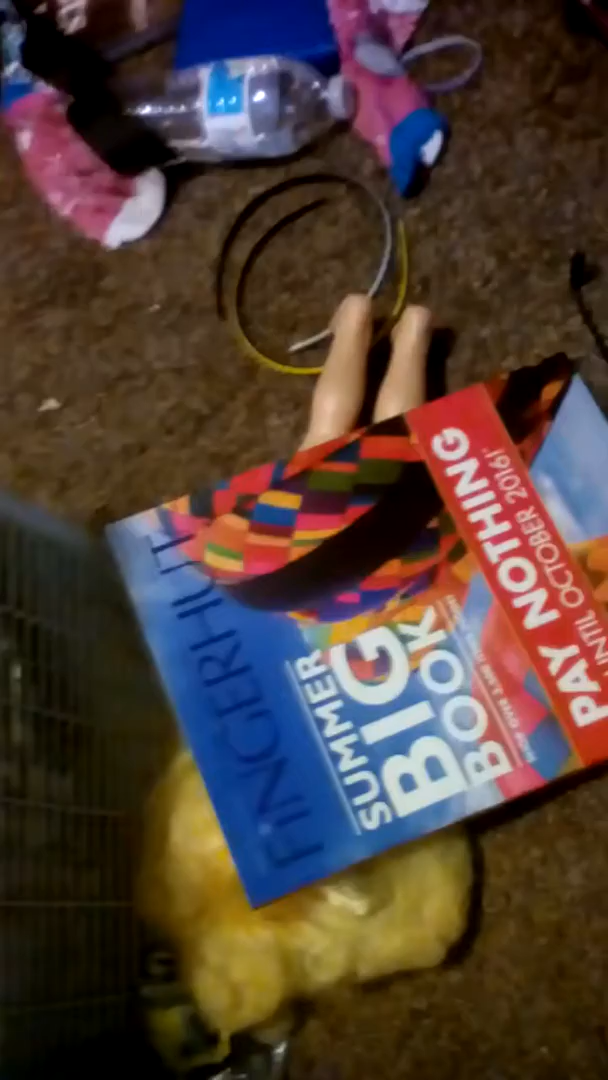 FINGERHUT
SUMMER
BIG
BOOK
PAY NOTHING
UNTIL OCTOBER 2016!